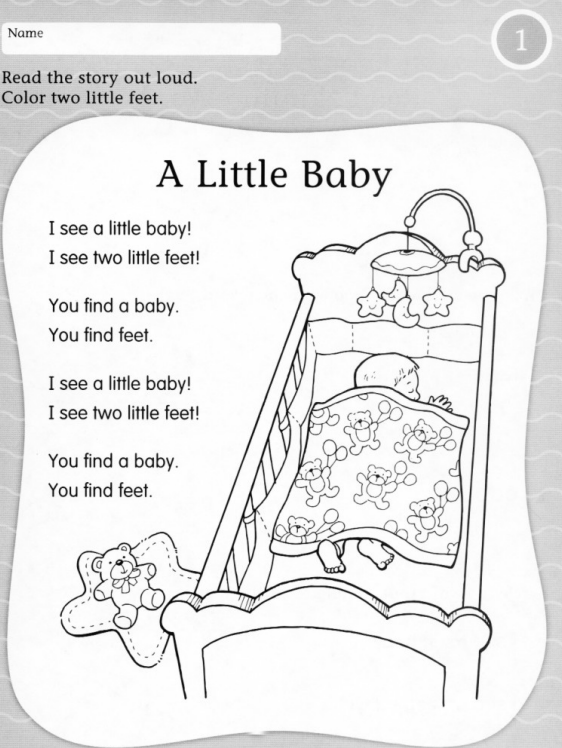 Name
1
Read the story out loud.
Color two little feet.
A Little Baby
I see a little baby!
I see two little feet!
You find a baby.
You find feet.
I see a little baby!
I see two little feet!
You find a baby.
You find feet.